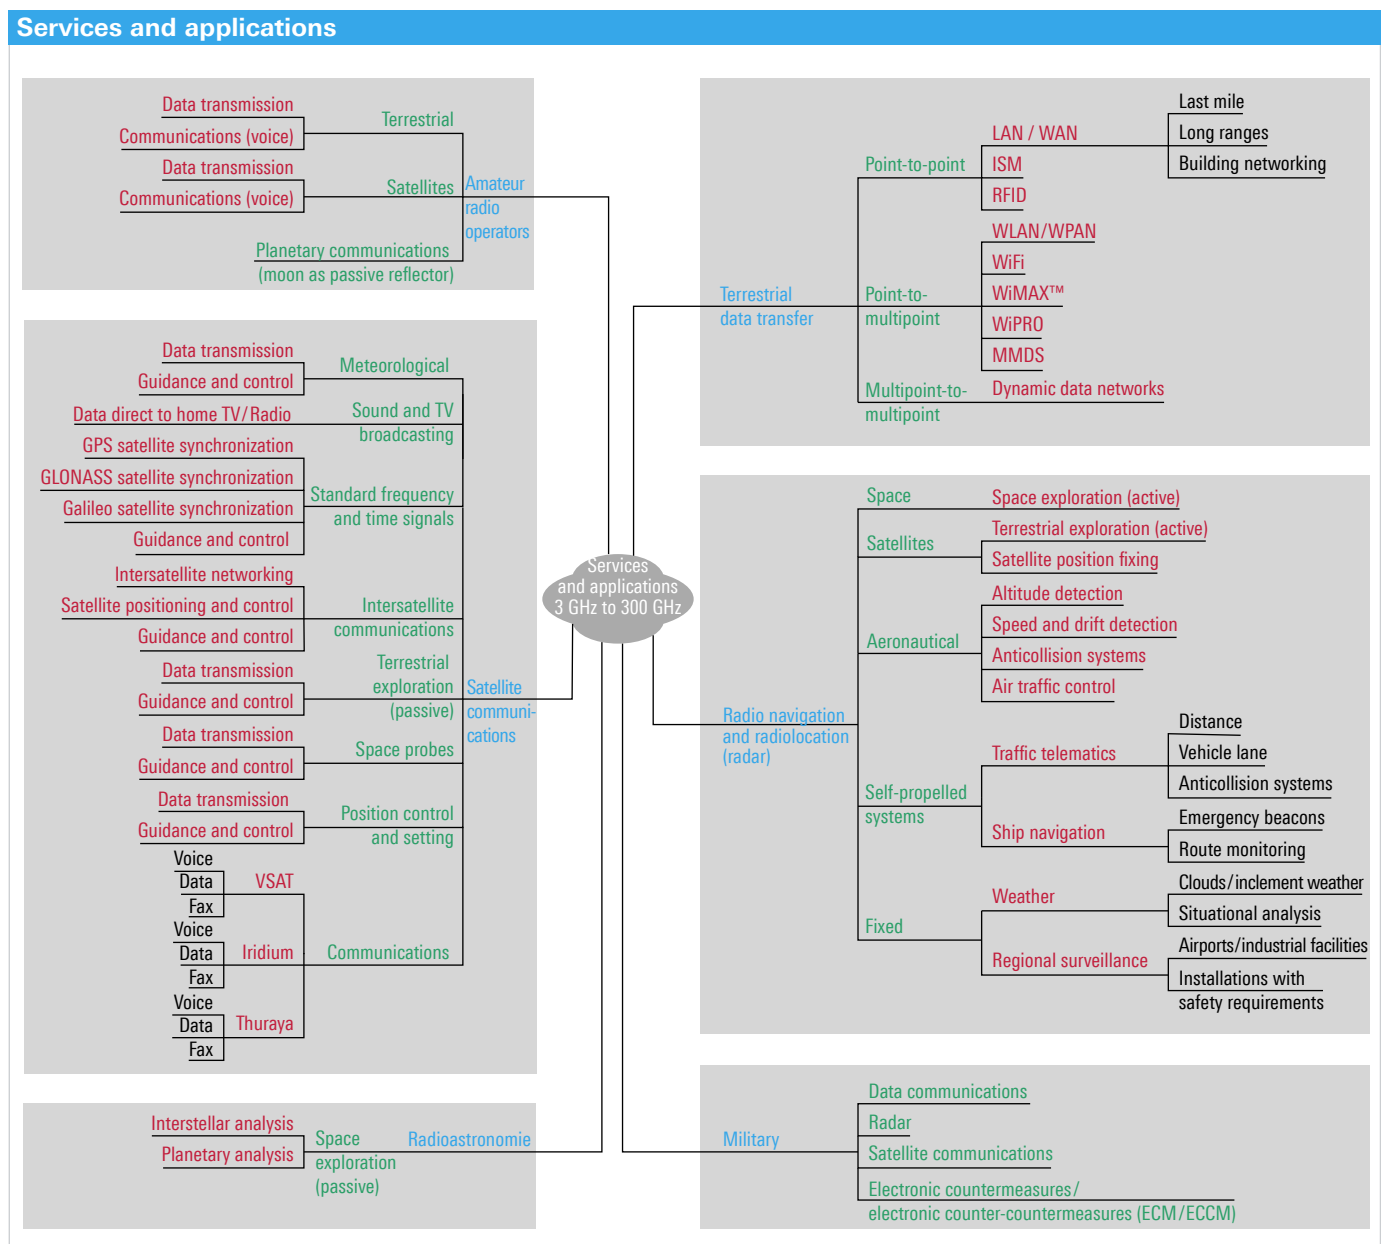 Services and applications
Data transmission
Communications (voice)
Terrestrial
Data transmission
Communications (voice)
Satellites
Planetary communications
(moon as passive reflector)
Amateur
radio
operators
Data transmission
Guidance and control
Meteorological
Data direct to home TV/Radio
Sound and TV
broadcasting
GPS satellite synchronization
GLONASS satellite synchronization
Galileo satellite synchronization
Guidance and control
Standard frequency
and time signals
Intersatellite networking
Satellite positioning and control
Guidance and control
Intersatellite
communications
Data transmission
Guidance and control
Terrestrial
exploration
(passive)
Data transmission
Guidance and control
Space probes
Data transmission
Guidance and control
Position control
and setting
Voice
Data
Fax
VSAT
Voice
Data
Fax
Iridium
Voice
Data
Fax
Thuraya
Communications
Satellite
communi-
cations
Interstellar analysis
Planetary analysis
Space
exploration
(passive)
Radioastronomie
Services
and applications
3 GHz to 300 GHz
Terrestrial
data transfer
Point-to-point
LAN / WAN
Last mile
Long ranges
Building networking
ISM
RFID
Point-to-
multipoint
WLAN/WPAN
WiFi
WiMAX™
WiPRO
MMDS
Multipoint-to-
multipoint
Dynamic data networks
Radio navigation
and radiolocation
(radar)
Space
Space exploration (active)
Satellites
Terrestrial exploration (active)
Satellite position fixing
Aeronautical
Altitude detection
Speed and drift detection
Anticollision systems
Air traffic control
Self-propelled
systems
Traffic telematics
Distance
Vehicle lane
Anticollision systems
Ship navigation
Emergency beacons
Route monitoring
Fixed
Weather
Clouds/inclement weather
Situational analysis
Regional surveillance
Airports/industrial facilities
Installations with
safety requirements
Military
Data communications
Radar
Satellite communications
Electronic countermeasures/
electronic counter-countermeasures (ECM/ECCM)